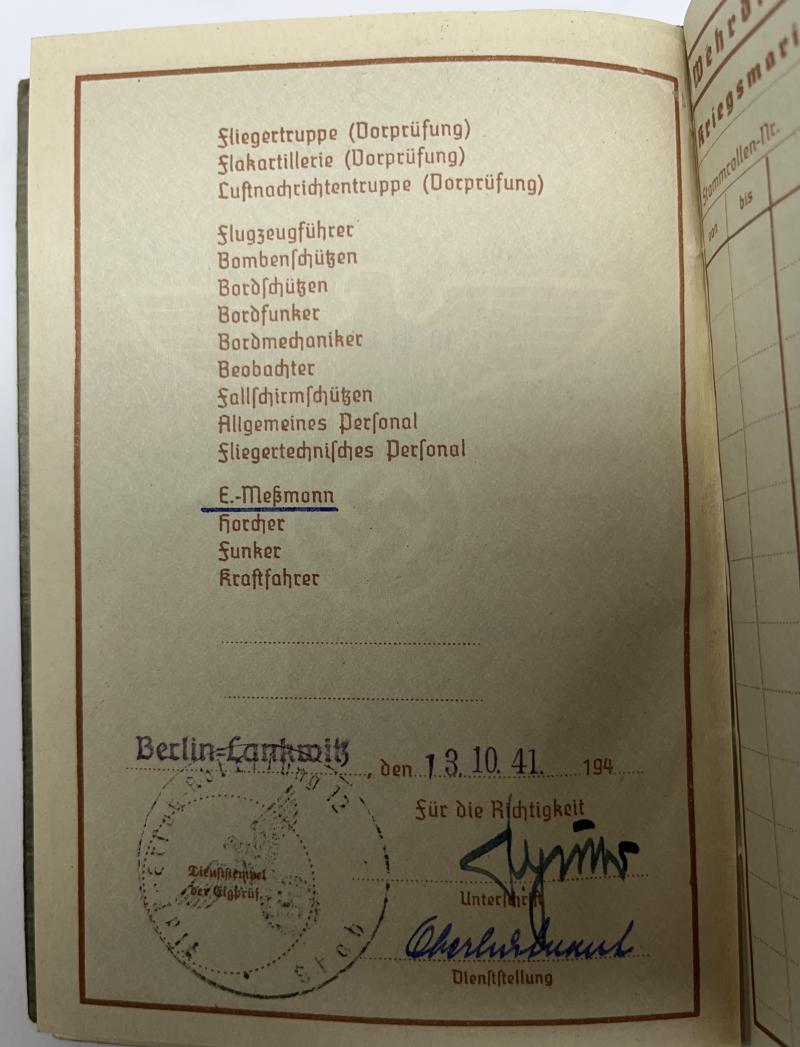 Fliegertruppe (Vorprüfung)
Flakartillerie (Vorprüfung)
Luftnachrichtentruppe (Vorprüfung)
Flugzeugführer
Bombenschützen
Bordschützen
Bordfunker
Bordmechaniker
Beobachter
Fallschirmschützen
Allgemeines Personal
Fliegertechnisches Personal
E.-Meßmann
Horcher
Funker
Kraftfahrer
Berlin-Lankwitz, den 13. 10. 41. 194
Für die Richtigkeit
Unterschrift
Oberleutnant
Dienststellung
Dienststempel
der Eigprüf.
Stab
Wehrd
Kriegsmari
Stammrollen-Nr.
von
bis